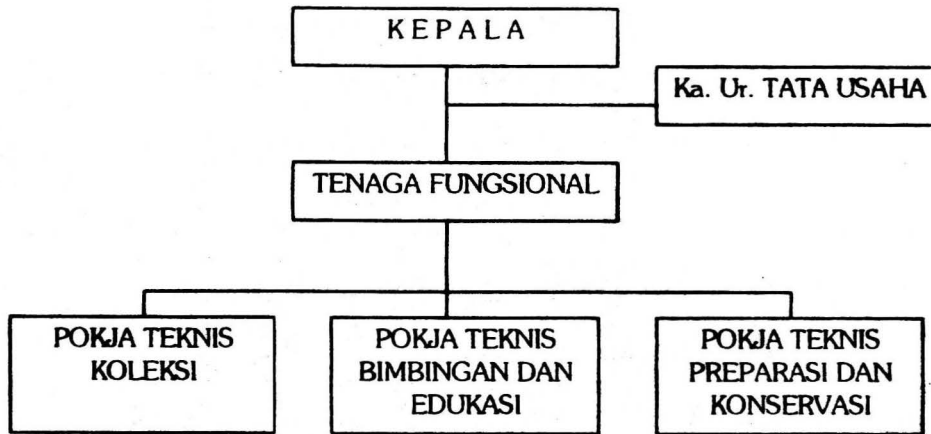 KEPALA
Ka. Ur. TATA USAHA
TENAGA FUNGSIONAL
POKJA TEKNIS
KOLEKSI
POKJA TEKNIS
BIMBINGAN DAN
EDUKASI
POKJA TEKNIS
PREPARASI DAN
KONSERVASI